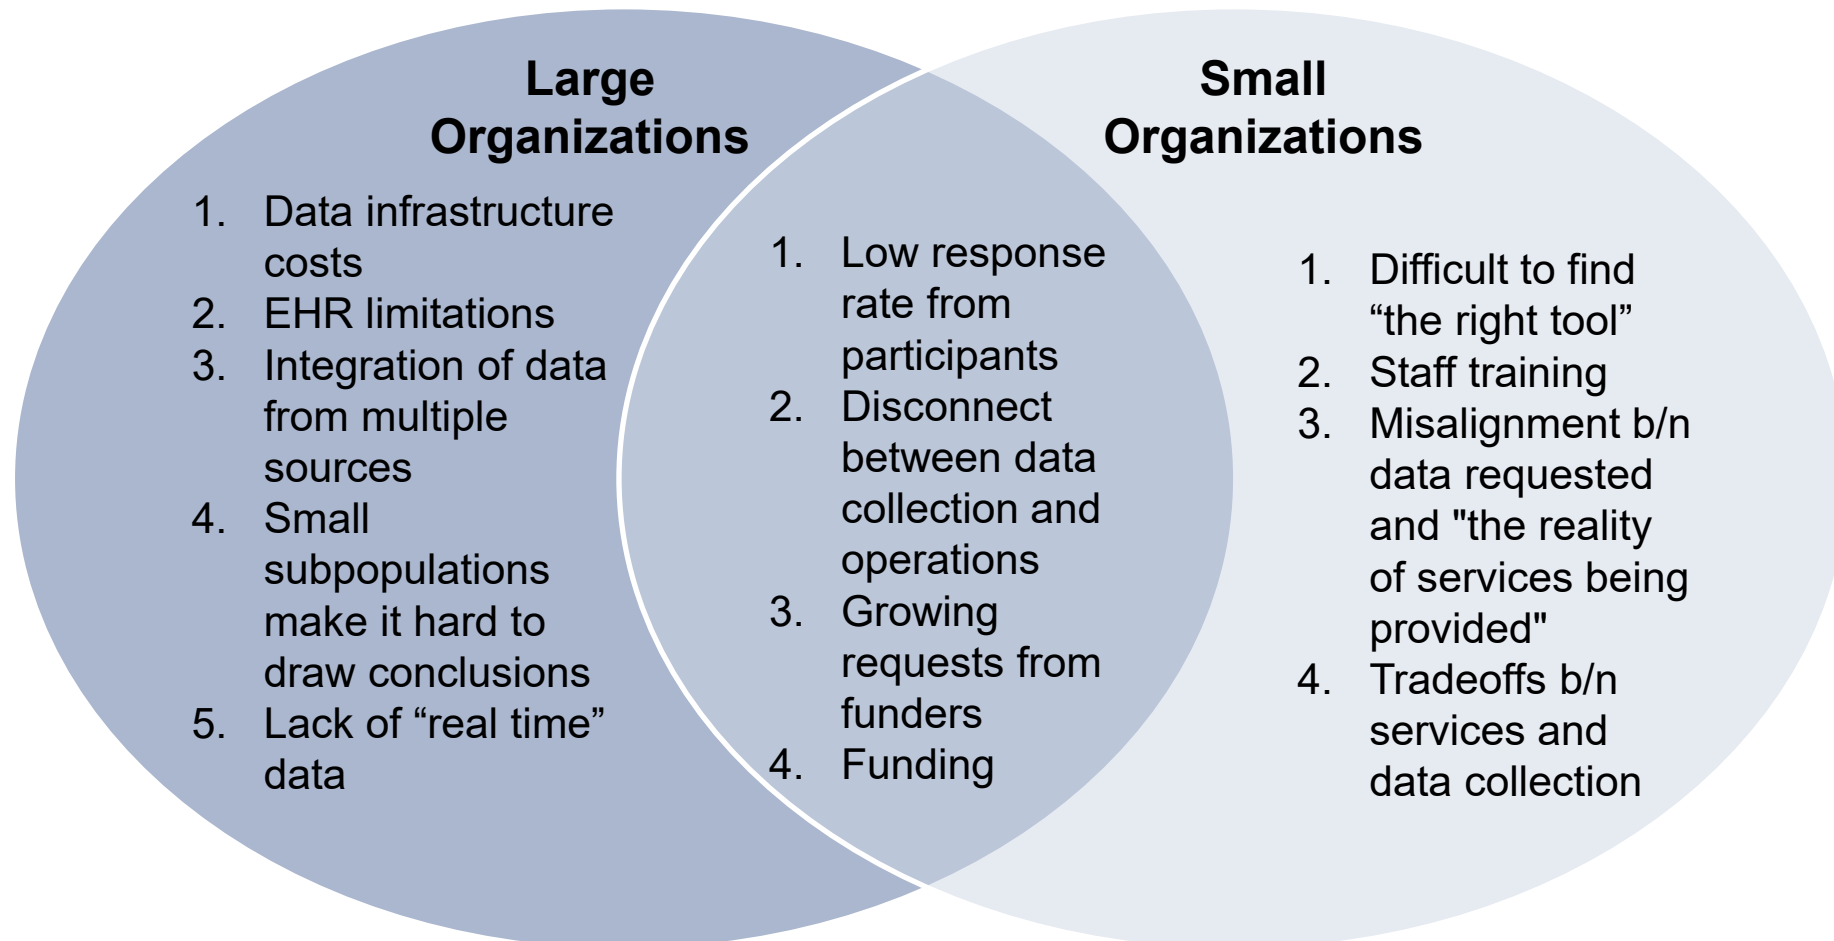 Large
Organizations
1. Data infrastructure
costs
2. EHR limitations
3. Integration of data
from multiple
sources
4. Small
subpopulations
make it hard to
draw conclusions
5. Lack of “real time”
data
1. Low response
rate from
participants
2. Disconnect
between data
collection and
operations
3. Growing
requests from
funders
4. Funding
Small
Organizations
1. Difficult to find
“the right tool”
2. Staff training
3. Misalignment b/n
data requested
and "the reality
of services being
provided"
4. Tradeoffs b/n
services and
data collection